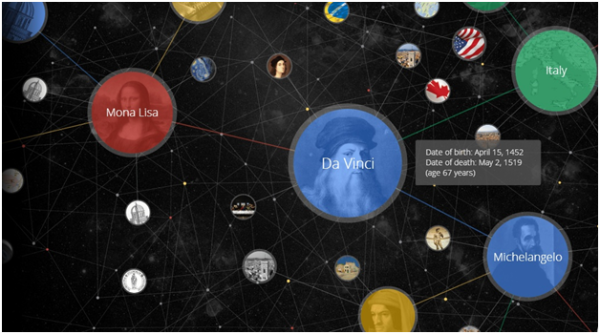 Mona Lisa
Da Vinci
Italy
Date of birth: April 15, 1452
Date of death: May 2, 1519
(age 67 years)
Michelangelo